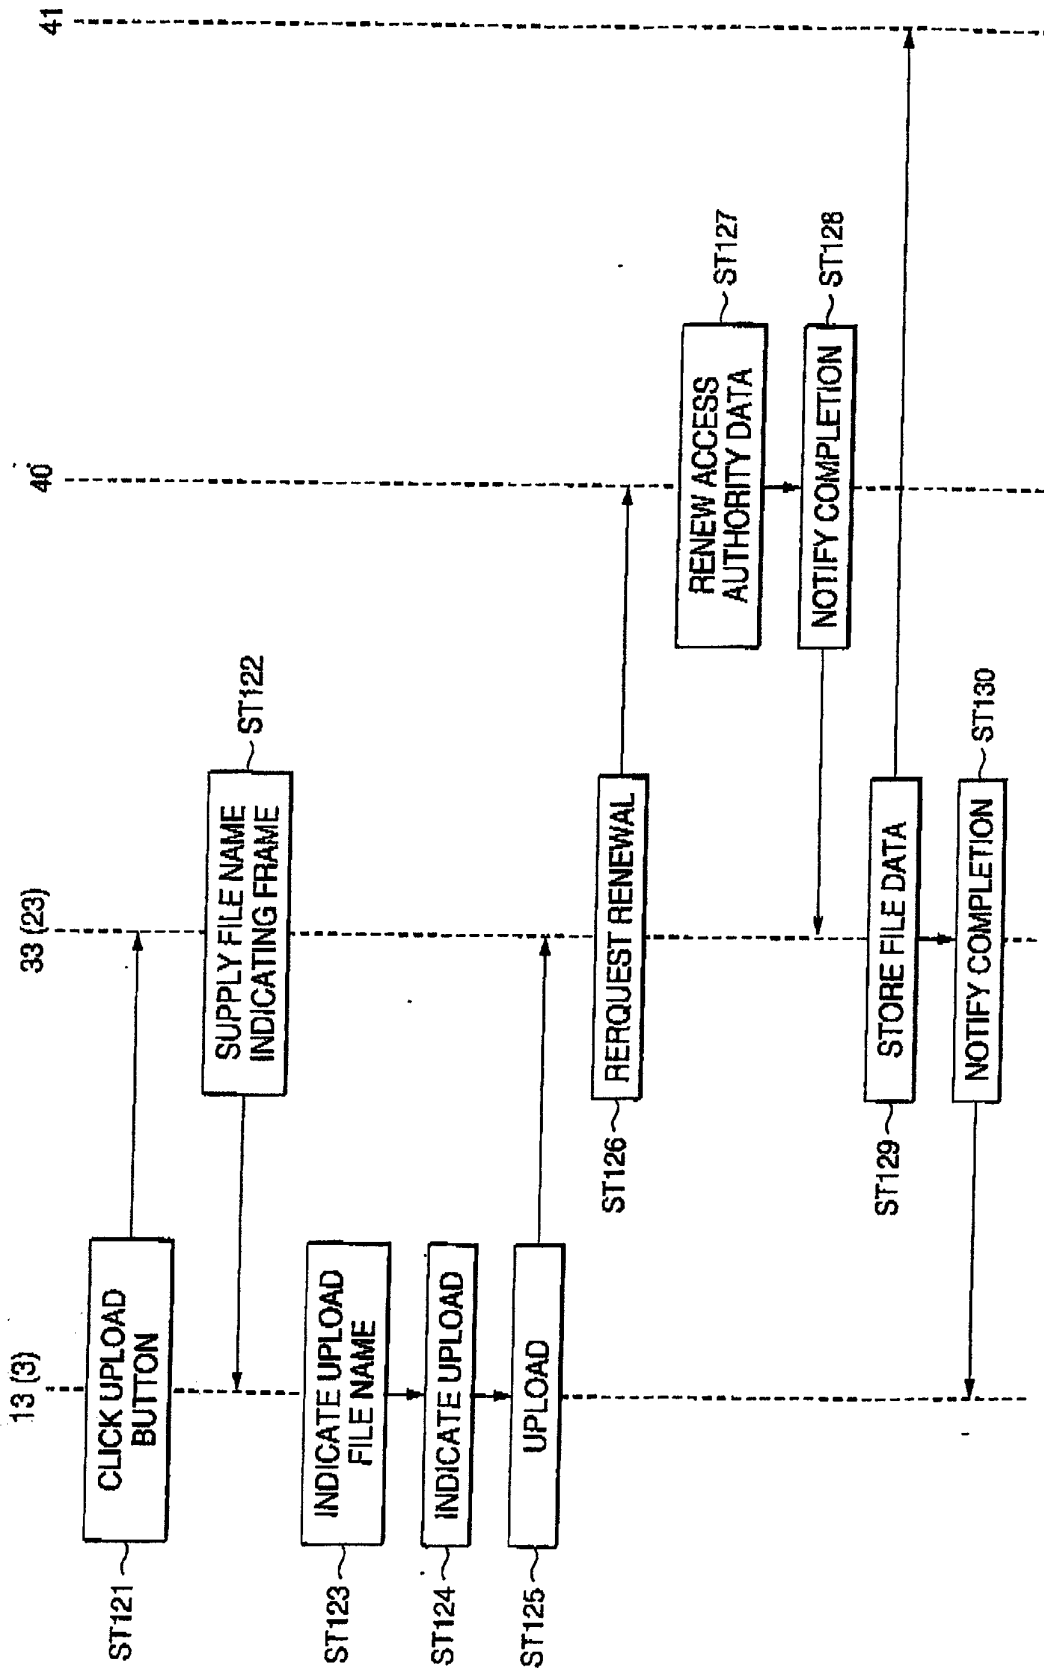 13 (3)
33 (23)
40
41
CLICK UPLOAD
BUTTON
ST121
SUPPLY FILE NAME
INDICATING FRAME
ST122
INDICATE UPLOAD
FILE NAME
ST123
INDICATE UPLOAD
ST124
UPLOAD
ST125
RERQUEST RENEWAL
ST126
RENEW ACCESS
AUTHORITY DATA
ST127
NOTIFY COMPLETION
ST128
STORE FILE DATA
ST129
NOTIFY COMPLETION
ST130